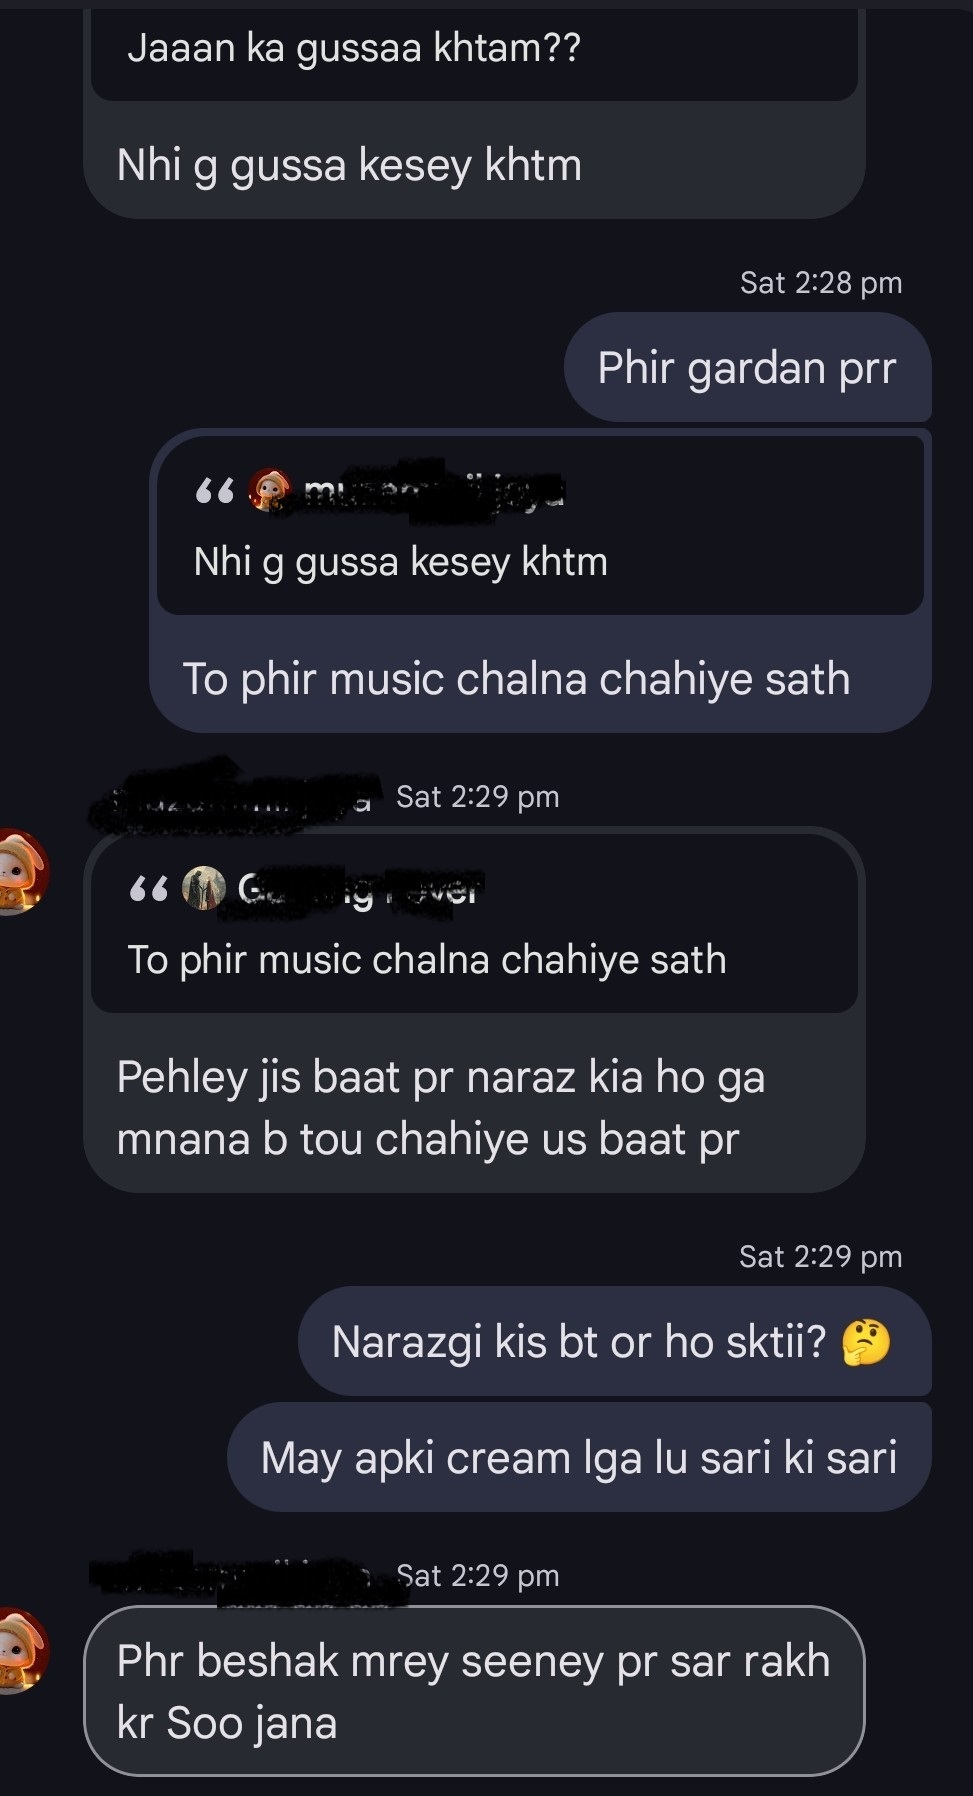 Jaaan ka gussaa khtam??
Nhi g gussa kesey khtm
Sat 2:28 pm
Phir gardan prr
Nhi g gussa kesey khtm
To phir music chalna chahiye sath
Sat 2:29 pm
To phir music chalna chahiye sath
Pehley jis baat pr naraz kia ho ga
mnana b tou chahiye us baat pr
Sat 2:29 pm
Narazgi kis bt or ho sktii? 🤔
May apki cream lga lu sari ki sari
Sat 2:29 pm
Phr beshak mrey seeney pr sar rakh
kr Soo jana